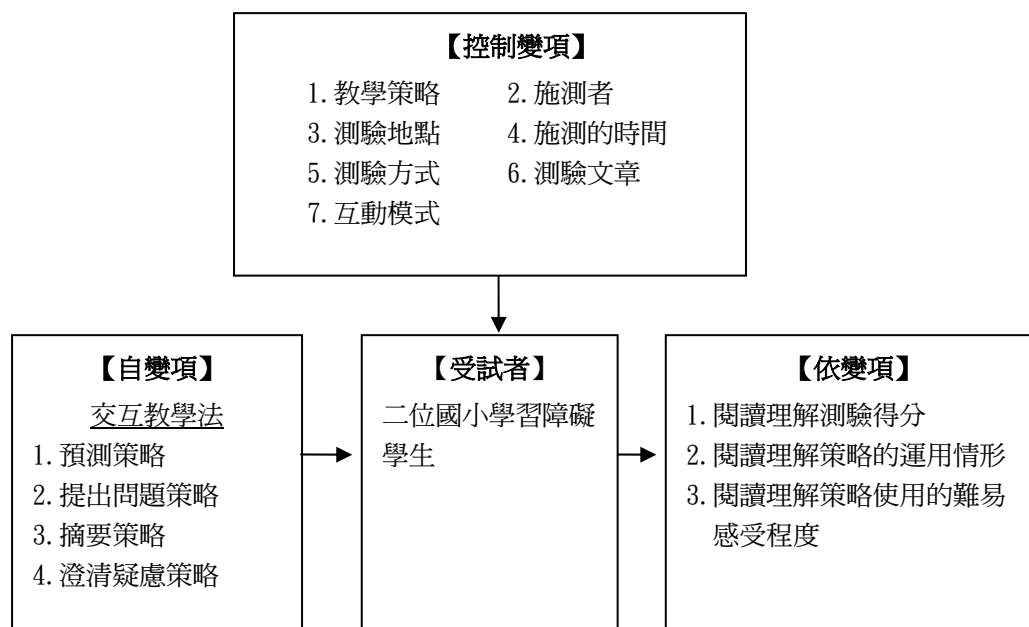 【控制變項】
1.教學策略 2.施測者
3.測驗地點 4.施測的時間
5.測驗方式 6.測驗文章
7.互動模式
【自變項】
交互教學法
1.預測策略
2.提出問題策略
3.摘要策略
4.澄清疑慮策略
【受試者】
二位國小學習障礙
學生
【依變項】
1.閱讀理解測驗得分
2.閱讀理解策略的運用情形
3.閱讀理解策略使用的難易
感受程度